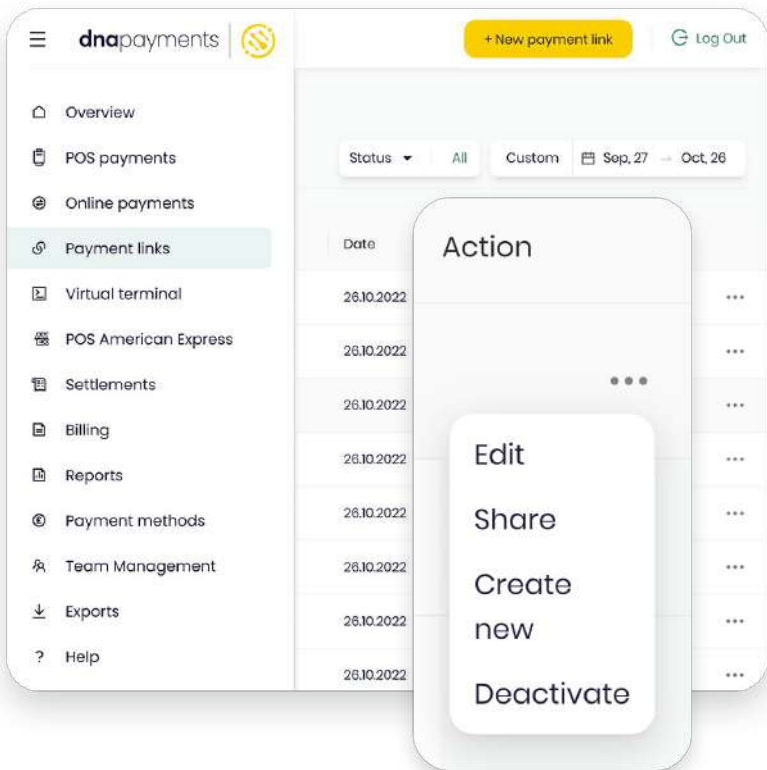 dnapayments
+ New payment link
Log Out
Overview
POS payments
Online payments
Payment links
Virtual terminal
POS American Express
Settlements
Billing
Reports
Payment methods
Team Management
Exports
? Help
Status
All
Custom
Sep, 27 → Oct, 26
Date
26.10.2022
26.10.2022
26.10.2022
26.10.2022
26.10.2022
26.10.2022
26.10.2022
26.10.2022
Action
Edit
Share
Create
new
Deactivate